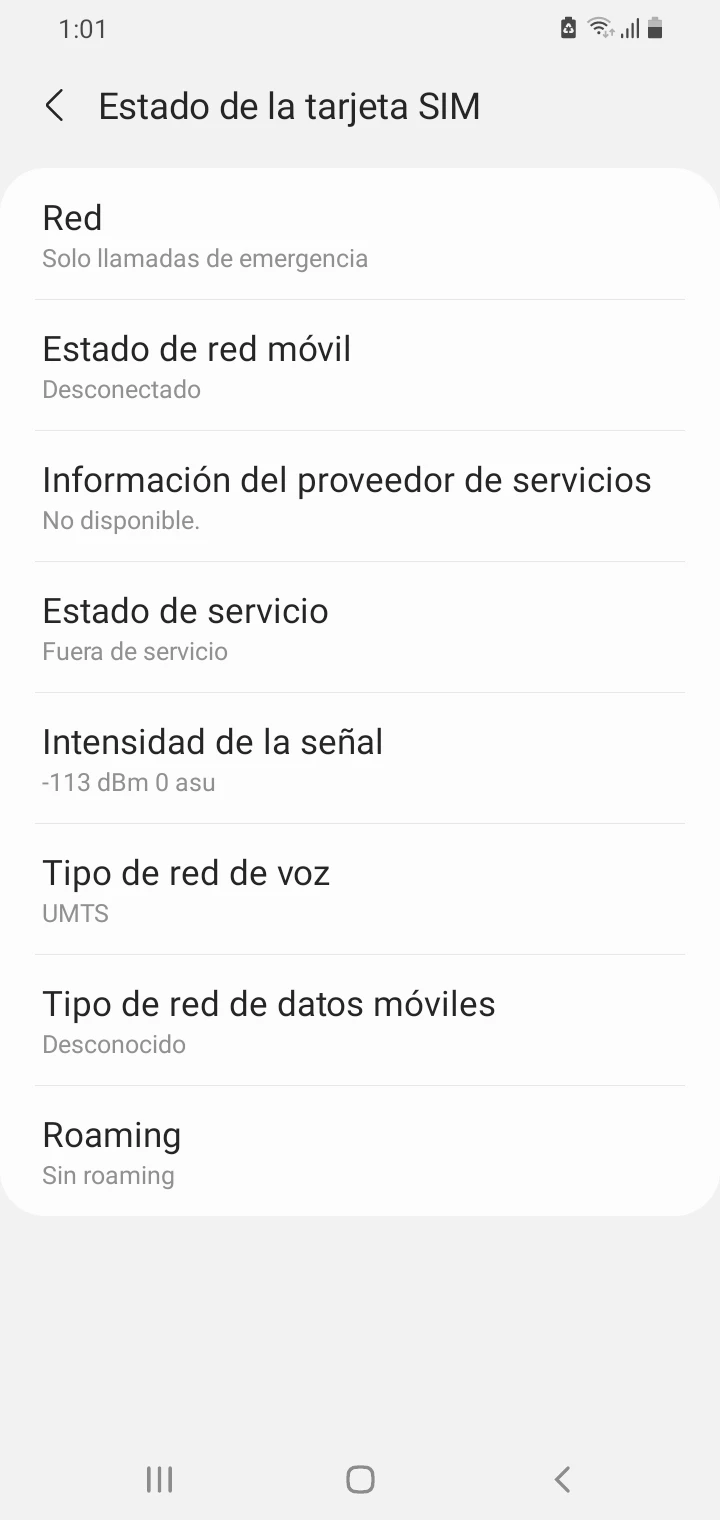 1:01
Estado de la tarjeta SIM
Red
Solo llamadas de emergencia
Estado de red móvil
Desconectado
Información del proveedor de servicios
No disponible.
Estado de servicio
Fuera de servicio
Intensidad de la señal
-113 dBm 0 asu
Tipo de red de voz
UMTS
Tipo de red de datos móviles
Desconocido
Roaming
Sin roaming